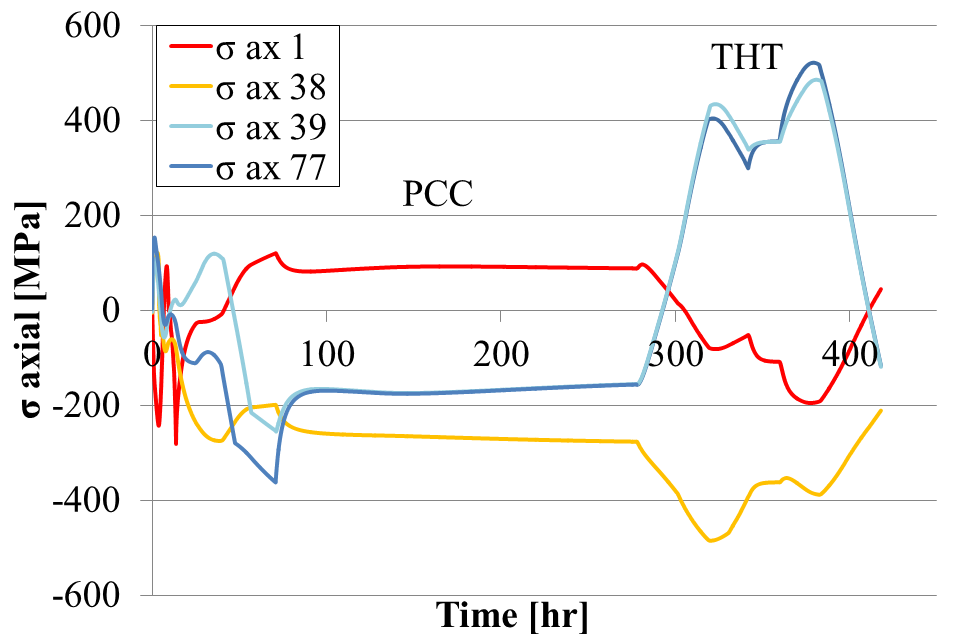 600
400
200
0
-200
-400
-600
σ axial [MPa]
σ ax 1
σ ax 38
σ ax 39
σ ax 77
PCC
THT
0 100 200 300 400
Time [hr]